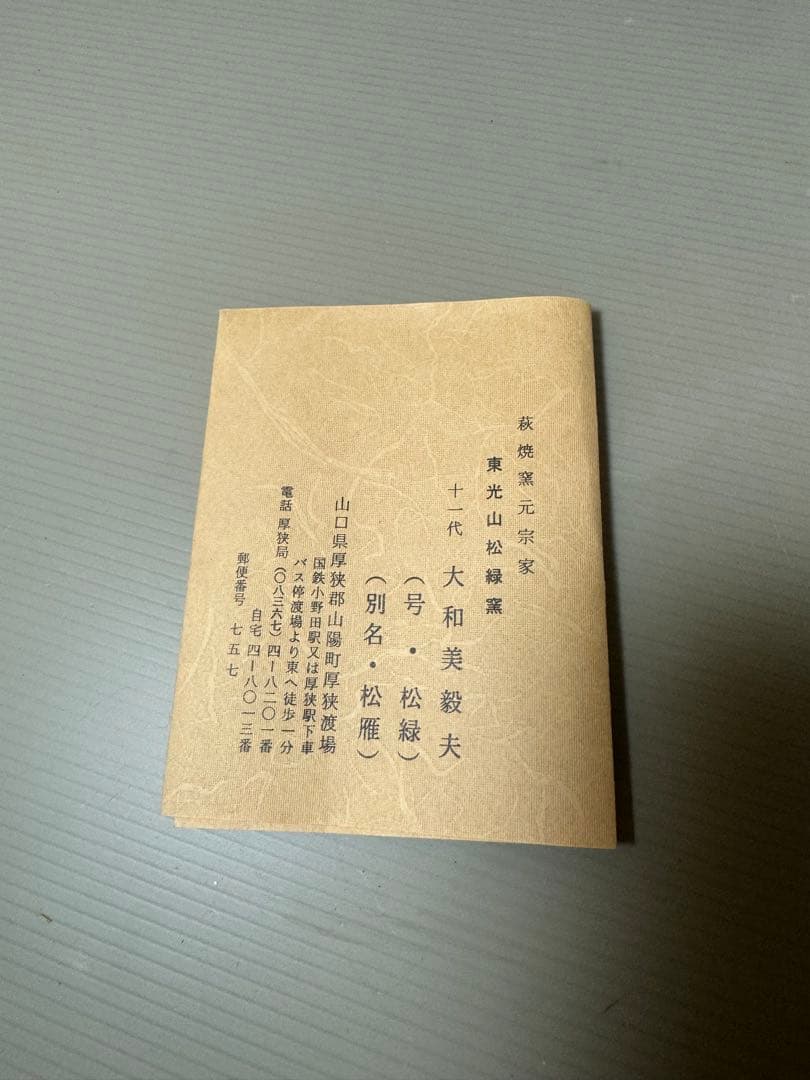 萩焼窯元宗家
東光山松緑窯
十一代 大和美毅夫
(号・松緑)
(別名・松雁)
山口県厚狭郡山陽町厚狭渡場
国鉄小野田駅又は厚狭駅下車
バス停渡場より東へ徒歩一分
電話 厚狭局(〇八三六七)四ー八二〇一番
自宅 四ー八〇一三番
郵便番号 七五七